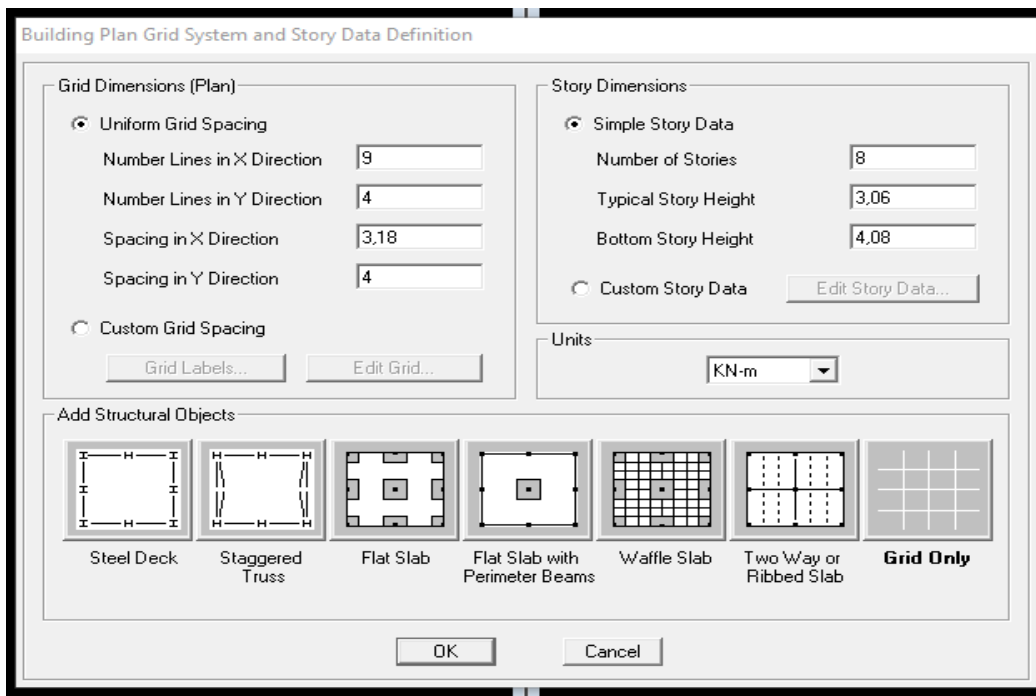 Building Plan Grid System and Story Data Definition
Grid Dimensions (Plan)
Uniform Grid Spacing
Number Lines in X Direction 9
Number Lines in Y Direction 4
Spacing in X Direction 3,18
Spacing in Y Direction 4
Custom Grid Spacing
Grid Labels... Edit Grid...
Story Dimensions
Simple Story Data
Number of Stories 8
Typical Story Height 3,06
Bottom Story Height 4,08
Custom Story Data Edit Story Data...
Units
KN-m
Add Structural Objects
Steel Deck
Staggered
Truss
Flat Slab
Flat Slab with
Perimeter Beams
Waffle Slab
Two Way or
Ribbed Slab
Grid Only
OK Cancel